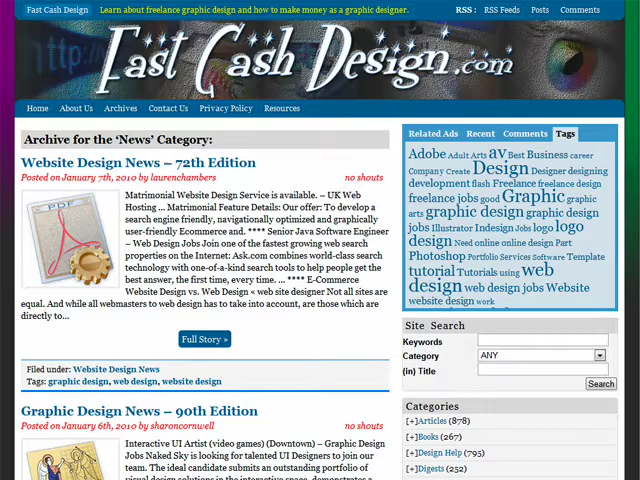 Fast Cash Design
Learn about freelance graphic design and how to make money as a graphic designer.
RSS : RSS Feeds Posts Comments
http://
Fast Cash Design.com
Home About Us Archives Contact Us Privacy Policy Resources
Archive for the ‘News’ Category:
Website Design News – 72th Edition
Posted on January 7th, 2010 by laurenchambers no shouts
PDF
Matrimonial Website Design Service is available. – UK Web
Hosting ... Matrimonial Feature Details: Our offer: To develop a
search engine friendly, navigationally optimized and graphically
user-friendly Ecommerce and. **** Senior Java Software Engineer
– Web Design Jobs Join one of the fastest growing web search
properties on the Internet: Ask.com combines world-class search
technology with one-of-kind search tools to help people get the
best answer, the first time, every time. ... **** E-Commerce
Website Design vs. Web Design « web site designer Not all sites are
equal. And while all webmasters to web design has to take into account, are those which are
directly to...
Full Story »
Filed under: Website Design News
Tags: graphic design, web design, website design
Graphic Design News – 90th Edition
Posted on January 6th, 2010 by sharoncornwell no shouts
Interactive UI Artist (video games) (Downtown) – Graphic Design
Jobs Naked Sky is looking for talented UI Designers to join our
team. The ideal candidate submits an outstanding portfolio of
visual design solutions in the interactive space, demonstrates a
Related Ads Recent Comments Tags
Adobe Adult Arts av Best Business career
Company Create Design Designer designing
development flash Freelance freelance design
freelance jobs good Graphic graphic
arts graphic design graphic design
jobs Illustrator Indesign Jobs logo logo
design Need online online design Part
Photoshop Portfolio Services Software Template
tutorial Tutorials using web
design web design jobs Website
website design work
Site Search
Keywords
Category ANY
(in) Title
Search
Categories
[+]Articles (878)
[+]Books (267)
[+]Design Help (795)
[+]Digests (252)